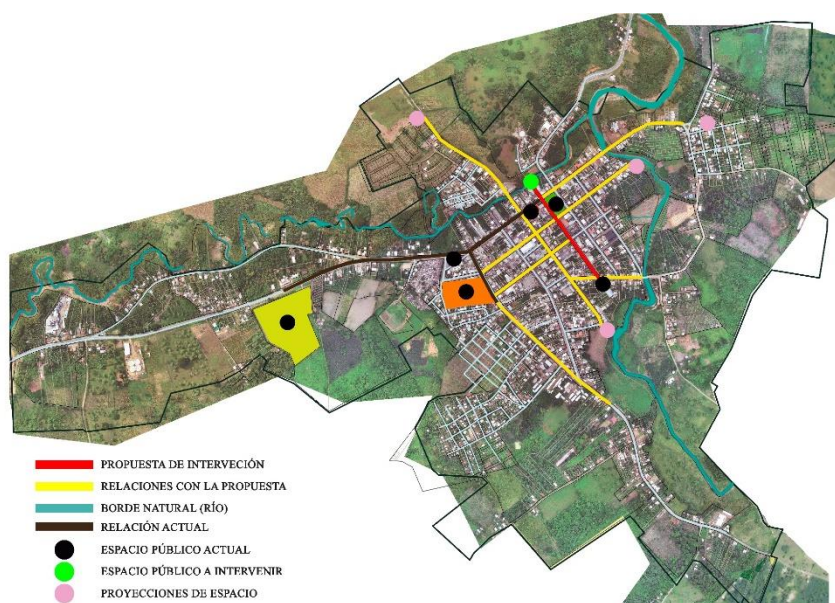 PROPUESTA DE INTERVECIÓN
RELACIONES CON LA PROPUESTA
BORDE NATURAL (RÍO)
RELACIÓN ACTUAL
ESPACIO PÚBLICO ACTUAL
ESPACIO PÚBLICO A INTERVENIR
PROYECCIONES DE ESPACIO